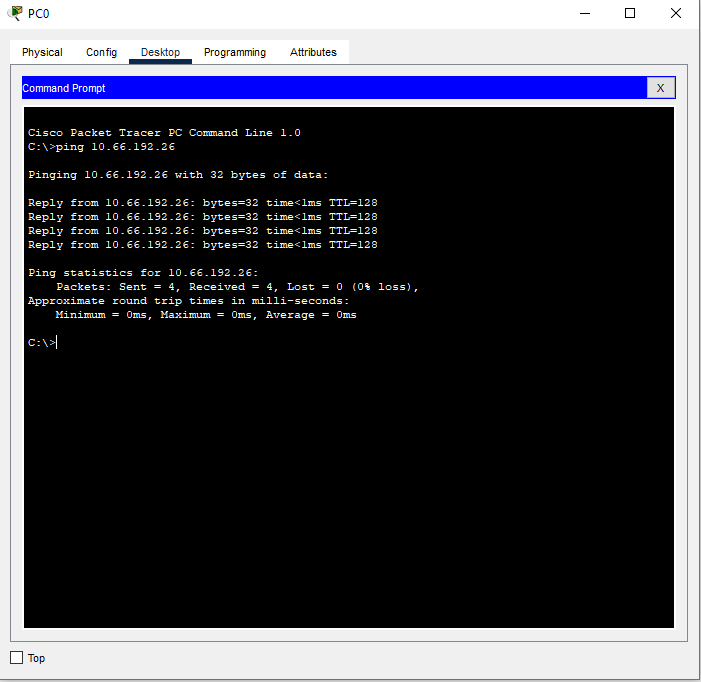 PC0
Physical Config Desktop Programming Attributes
Command Prompt X
Cisco Packet Tracer PC Command Line 1.0
C:\>ping 10.66.192.26
Pinging 10.66.192.26 with 32 bytes of data:
Reply from 10.66.192.26: bytes=32 time<1ms TTL=128
Reply from 10.66.192.26: bytes=32 time<1ms TTL=128
Reply from 10.66.192.26: bytes=32 time<1ms TTL=128
Reply from 10.66.192.26: bytes=32 time<1ms TTL=128
Ping statistics for 10.66.192.26:
Packets: Sent = 4, Received = 4, Lost = 0 (0% loss),
Approximate round trip times in milli-seconds:
Minimum = 0ms, Maximum = 0ms, Average = 0ms
C:\>
Top